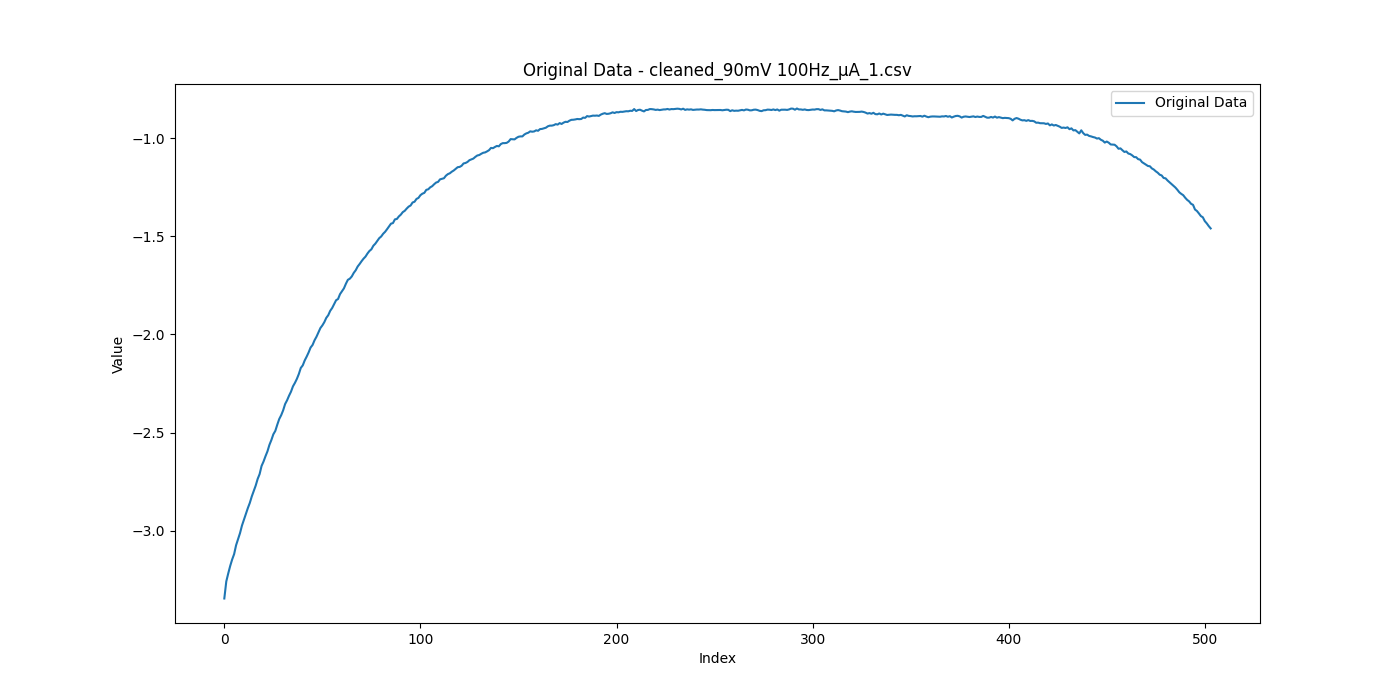 Original Data - cleaned_90mV 100Hz_µA_1.csv
Original Data
Value
−1.0
−1.5
−2.0
−2.5
−3.0
0 100 200 300 400 500
Index